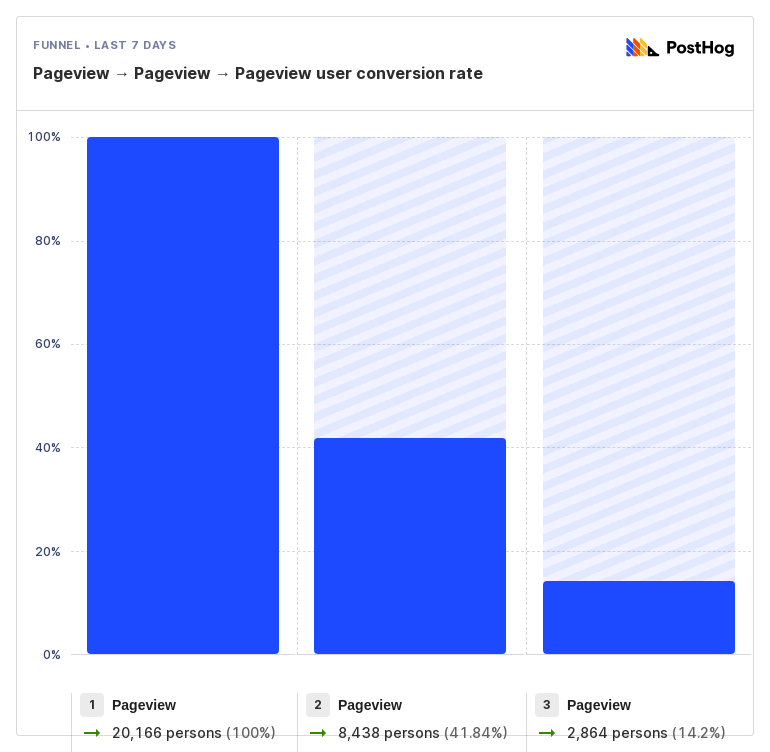 FUNNEL • LAST 7 DAYS
PostHog
Pageview → Pageview → Pageview user conversion rate
100%
80%
60%
40%
20%
0%
1 Pageview
20,166 persons (100%)
2 Pageview
8,438 persons (41.84%)
3 Pageview
2,864 persons (14.2%)